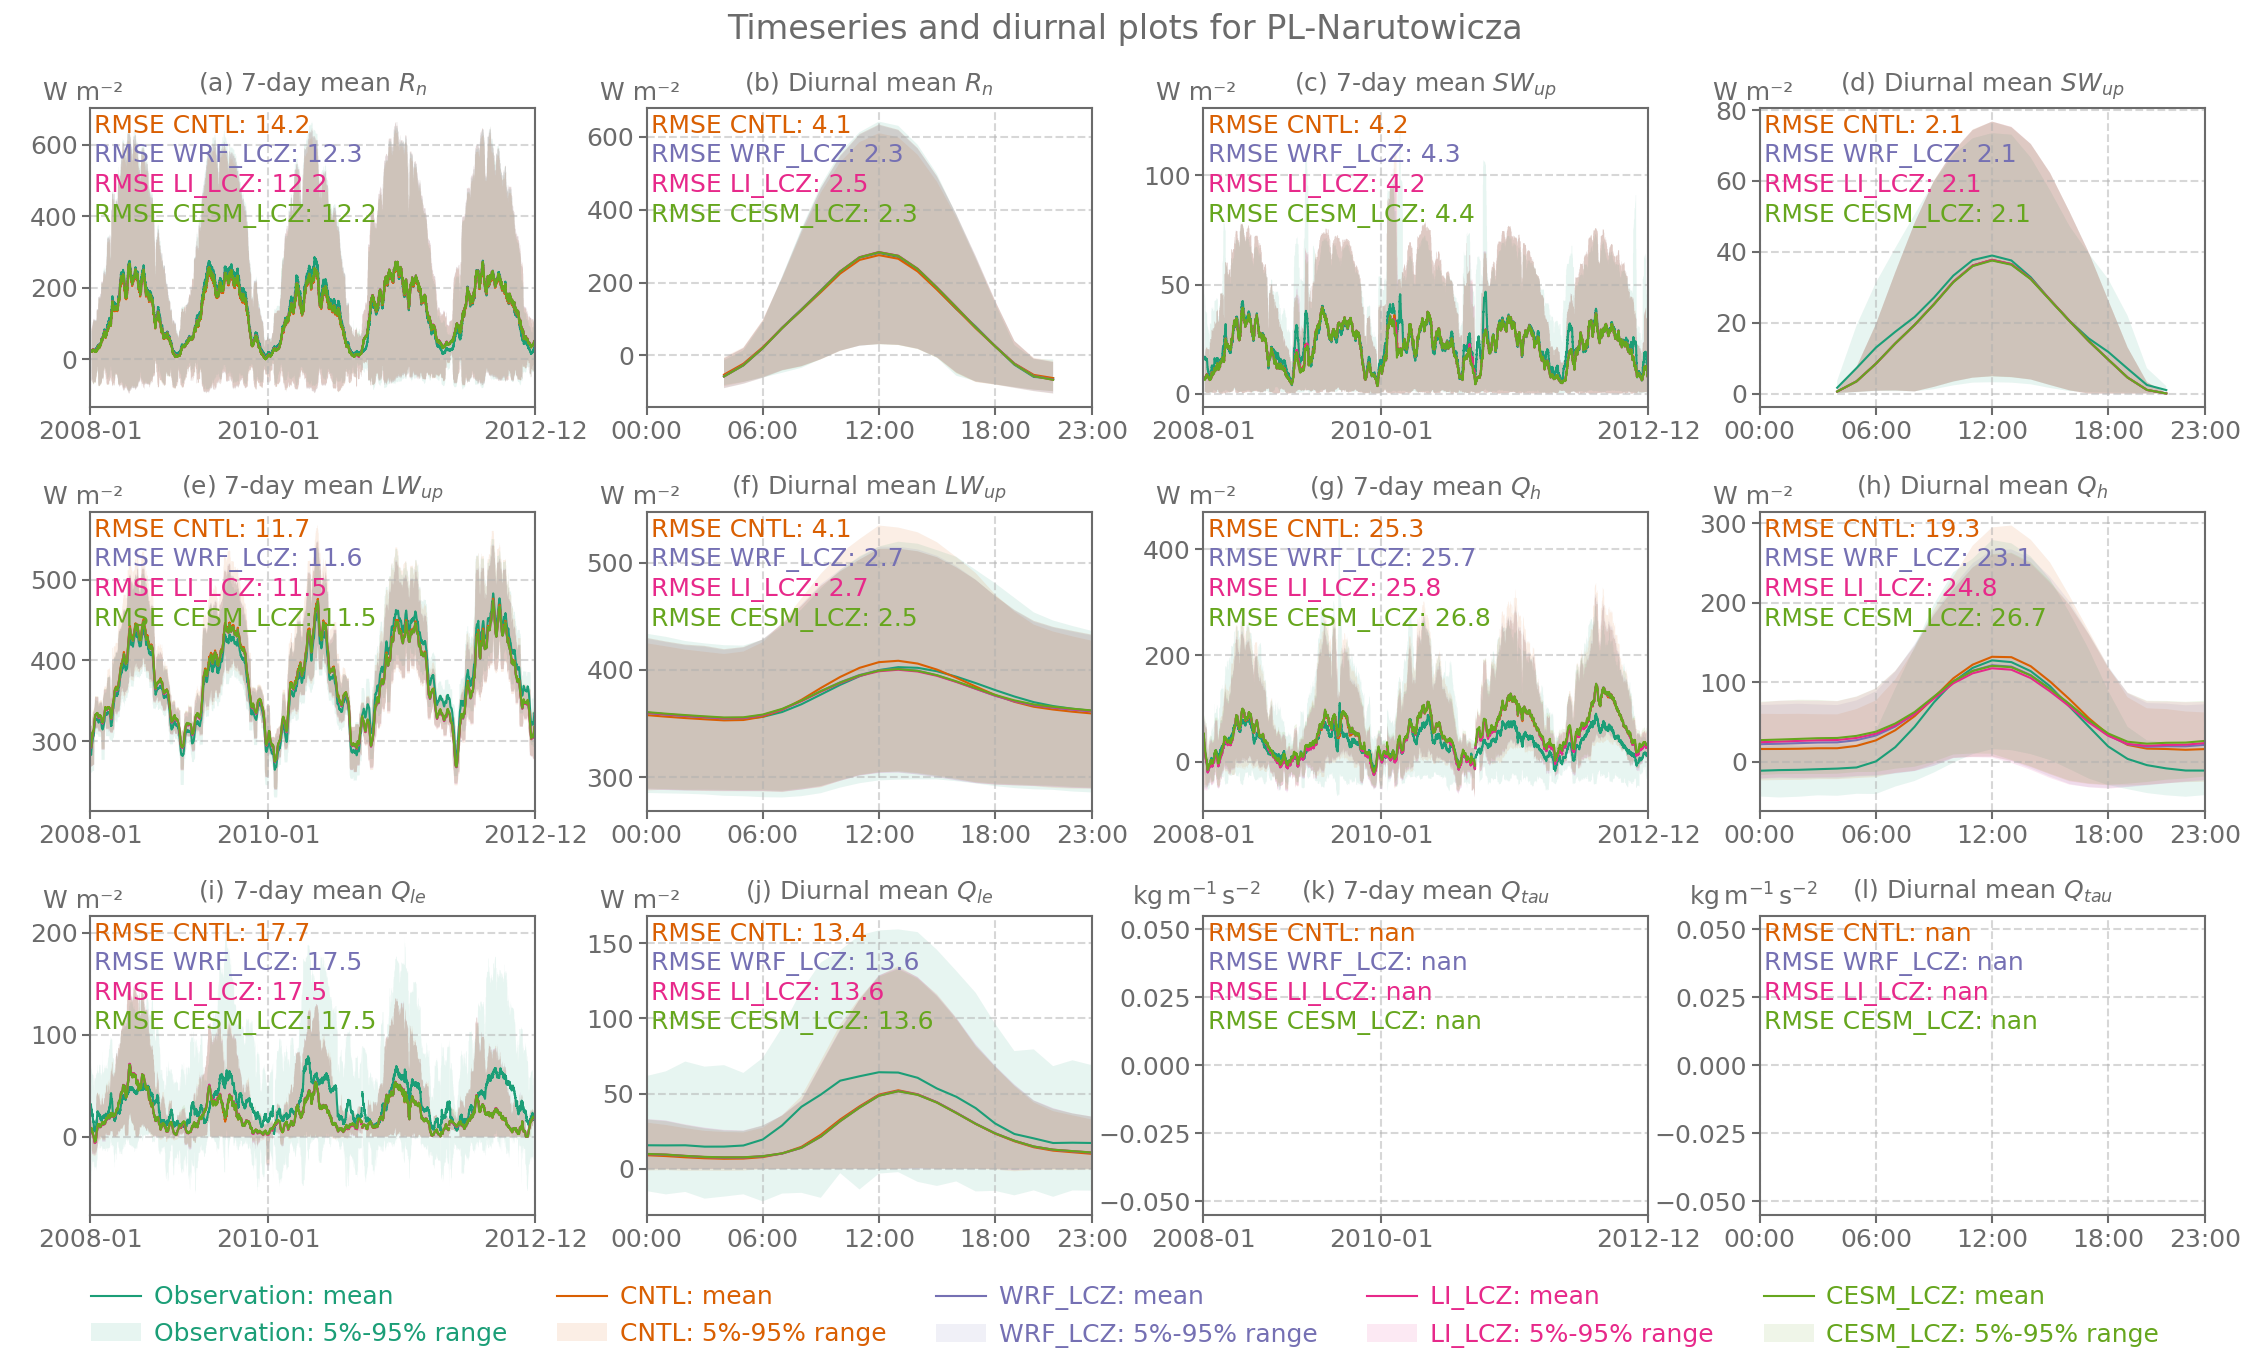 Timeseries and diurnal plots for PL-Narutowicza
W m⁻² (a) 7-day mean Rₙ
RMSE CNTL: 14.2
RMSE WRF_LCZ: 12.3
RMSE LI_LCZ: 12.2
RMSE CESM_LCZ: 12.2
600
400
200
0
2008-01 2010-01 2012-12
W m⁻² (b) Diurnal mean Rₙ
RMSE CNTL: 4.1
RMSE WRF_LCZ: 2.3
RMSE LI_LCZ: 2.5
RMSE CESM_LCZ: 2.3
600
400
200
0
00:00 06:00 12:00 18:00 23:00
W m⁻² (c) 7-day mean SW_up
RMSE CNTL: 4.2
RMSE WRF_LCZ: 4.3
RMSE LI_LCZ: 4.2
RMSE CESM_LCZ: 4.4
100
50
0
2008-01 2010-01 2012-12
W m⁻² (d) Diurnal mean SW_up
RMSE CNTL: 2.1
RMSE WRF_LCZ: 2.1
RMSE LI_LCZ: 2.1
RMSE CESM_LCZ: 2.1
80
60
40
20
0
00:00 06:00 12:00 18:00 23:00
W m⁻² (e) 7-day mean LW_up
RMSE CNTL: 11.7
RMSE WRF_LCZ: 11.6
RMSE LI_LCZ: 11.5
RMSE CESM_LCZ: 11.5
500
400
300
2008-01 2010-01 2012-12
W m⁻² (f) Diurnal mean LW_up
RMSE CNTL: 4.1
RMSE WRF_LCZ: 2.7
RMSE LI_LCZ: 2.7
RMSE CESM_LCZ: 2.5
500
400
300
00:00 06:00 12:00 18:00 23:00
W m⁻² (g) 7-day mean Q_h
RMSE CNTL: 25.3
RMSE WRF_LCZ: 25.7
RMSE LI_LCZ: 25.8
RMSE CESM_LCZ: 26.8
400
200
0
2008-01 2010-01 2012-12
W m⁻² (h) Diurnal mean Q_h
RMSE CNTL: 19.3
RMSE WRF_LCZ: 23.1
RMSE LI_LCZ: 24.8
RMSE CESM_LCZ: 26.7
300
200
100
0
00:00 06:00 12:00 18:00 23:00
W m⁻² (i) 7-day mean Q_le
RMSE CNTL: 17.7
RMSE WRF_LCZ: 17.5
RMSE LI_LCZ: 17.5
RMSE CESM_LCZ: 17.5
200
100
0
2008-01 2010-01 2012-12
W m⁻² (j) Diurnal mean Q_le
RMSE CNTL: 13.4
RMSE WRF_LCZ: 13.6
RMSE LI_LCZ: 13.6
RMSE CESM_LCZ: 13.6
150
100
50
0
00:00 06:00 12:00 18:00 23:00
kg m⁻¹ s⁻² (k) 7-day mean Q_tau
RMSE CNTL: nan
RMSE WRF_LCZ: nan
RMSE LI_LCZ: nan
RMSE CESM_LCZ: nan
0.050
0.025
0.000
−0.025
−0.050
2008-01 2010-01 2012-12
kg m⁻¹ s⁻² (l) Diurnal mean Q_tau
RMSE CNTL: nan
RMSE WRF_LCZ: nan
RMSE LI_LCZ: nan
RMSE CESM_LCZ: nan
0.050
0.025
0.000
−0.025
−0.050
00:00 06:00 12:00 18:00 23:00
Observation: mean CNTL: mean WRF_LCZ: mean LI_LCZ: mean CESM_LCZ: mean
Observation: 5%-95% range CNTL: 5%-95% range WRF_LCZ: 5%-95% range LI_LCZ: 5%-95% range CESM_LCZ: 5%-95% range